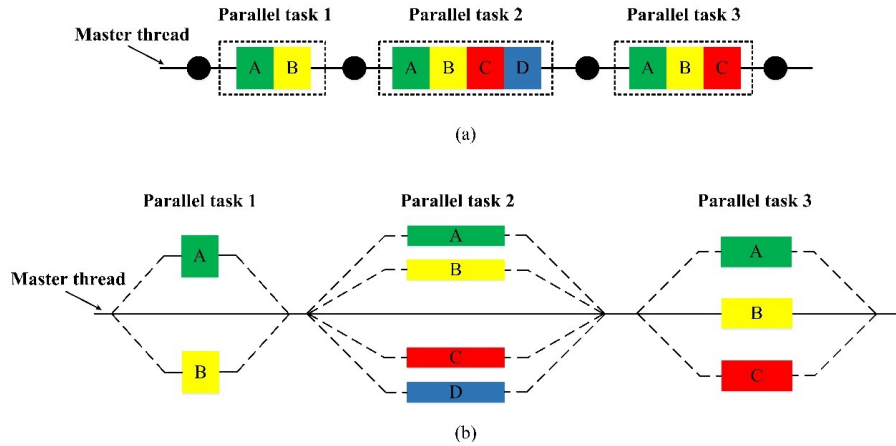 Parallel task 1 Parallel task 2 Parallel task 3
Master thread
A B A B C D A B C
(a)
Parallel task 1 Parallel task 2 Parallel task 3
A A A
B
Master thread
B
C
B C
D
(b)